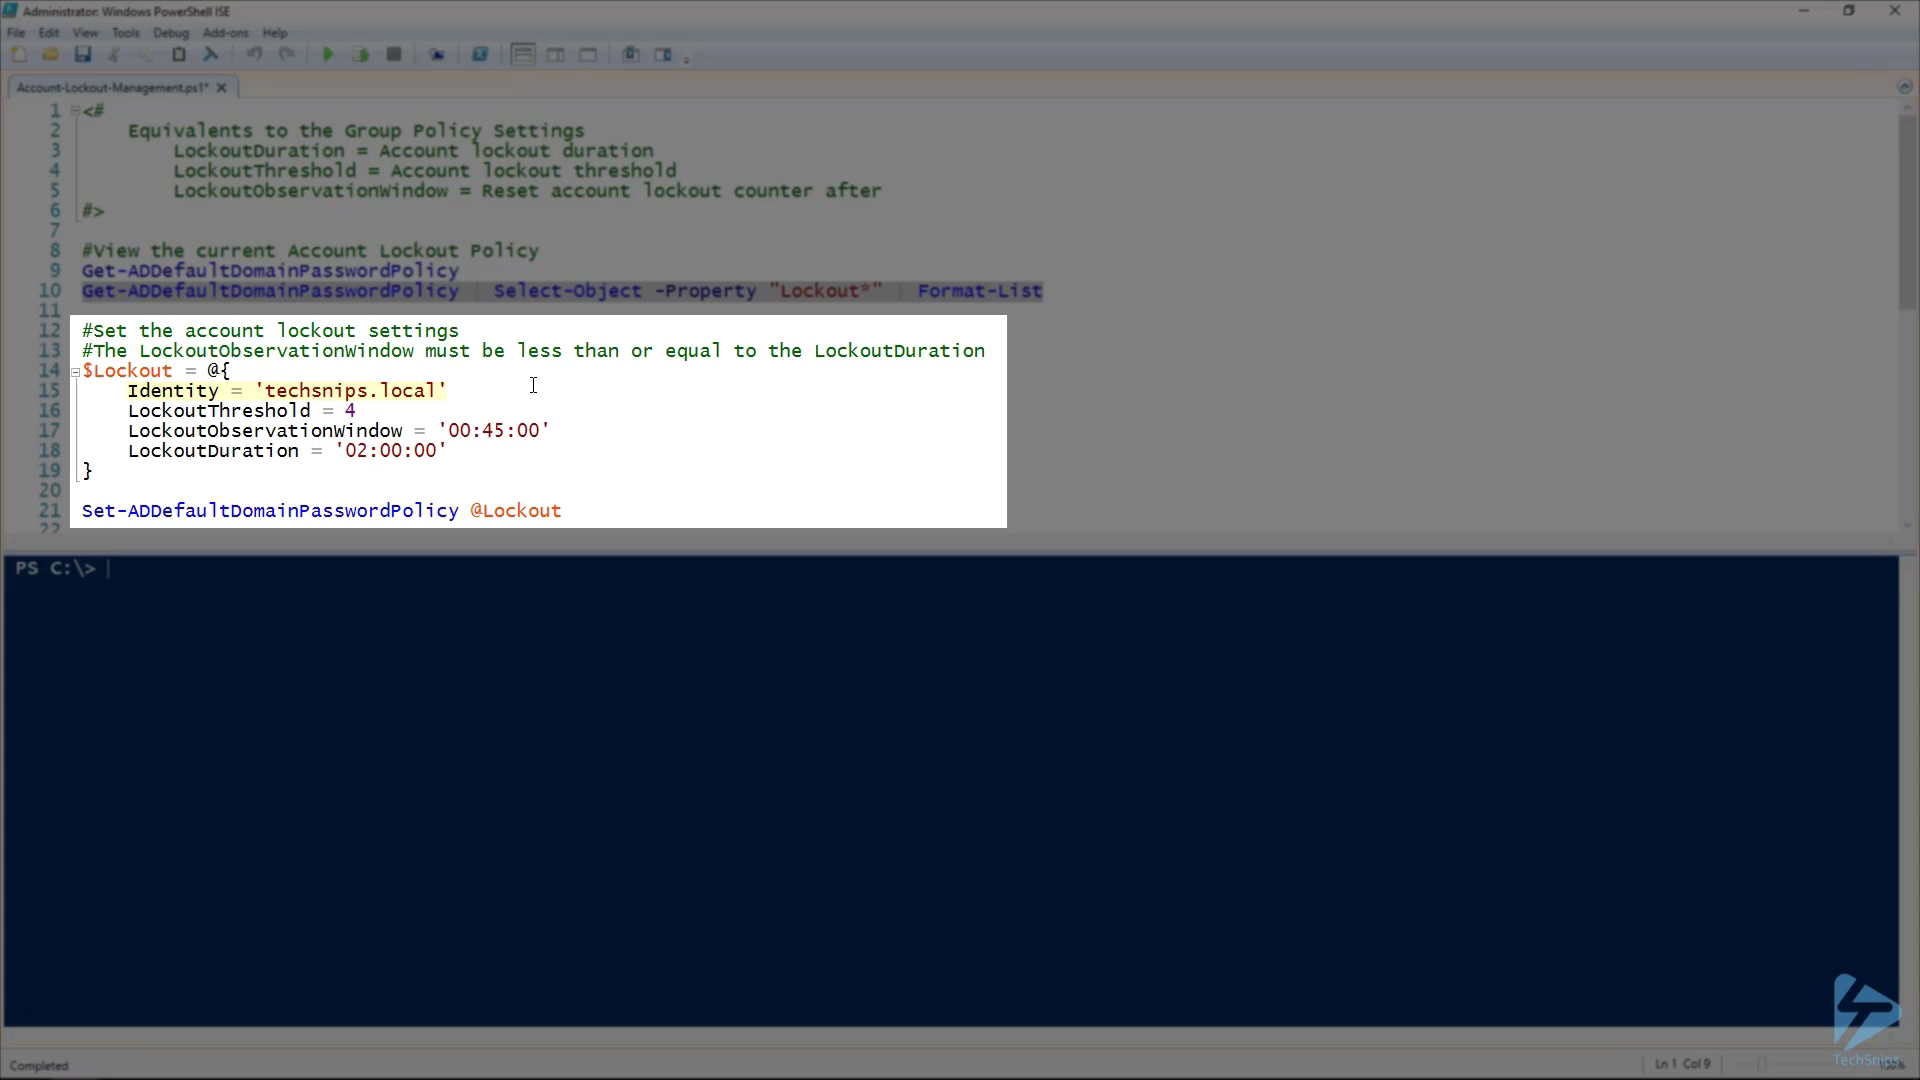 Administrator: Windows PowerShell ISE
File Edit View Tools Debug Add-ons Help
Account-Lockout-Management.ps1* X
1 <#
2 Equivalents to the Group Policy Settings
3 LockoutDuration = Account lockout duration
4 LockoutThreshold = Account lockout threshold
5 LockoutObservationWindow = Reset account lockout counter after
6 #>
7
8 #View the current Account Lockout Policy
9 Get-ADDefaultDomainPasswordPolicy
10 Get-ADDefaultDomainPasswordPolicy | Select-Object -Property "Lockout*" | Format-List
11
12 #Set the account lockout settings
13 #The LockoutObservationWindow must be less than or equal to the LockoutDuration
14 $Lockout = @{
15 Identity = 'techsnips.local'
16 LockoutThreshold = 4
17 LockoutObservationWindow = '00:45:00'
18 LockoutDuration = '02:00:00'
19 }
20
21 Set-ADDefaultDomainPasswordPolicy @Lockout
22
PS C:\>
TechSnips
Completed
Ln 1 Col 9